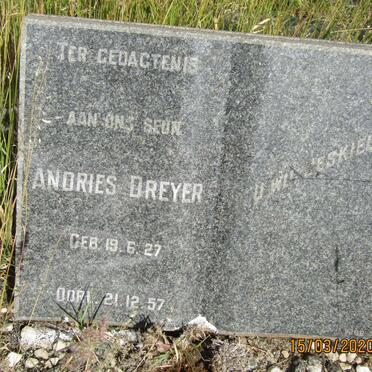 TER GEDAGTENIS
AAN ONS SEUN
ANDRIES DREYER
GEB. 19. 6. 27
OORL. 21. 12. 57
U WIL GESKIED
15/03/2020